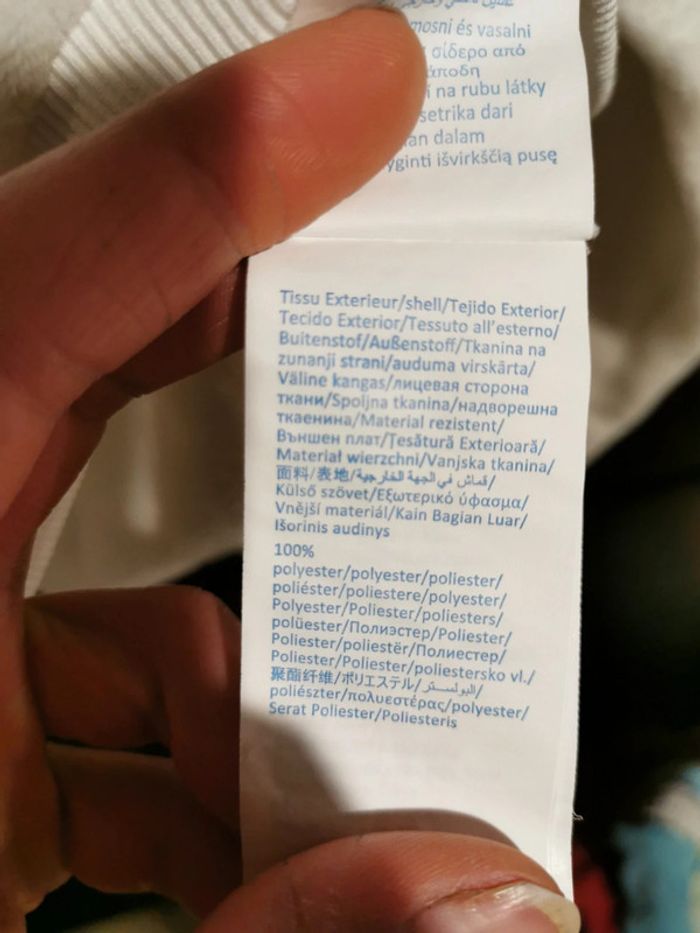 mosni és vasalni
σίδερο από
άποδη
í na rubu látky
setrika dari
dalam
yginti išvirkščią pusę
Tissu Exterieur/shell/Tejido Exterior/
Tecido Exterior/Tessuto all'esterno/
Buitenstof/Außenstoff/Tkanina na
zunanji strani/auduma virskārta/
Väline kangas/лицевая сторона
ткани/Spoljna tkanina/надворешна
ткаенина/Material rezistent/
Външен плат/Țesătură Exterioară/
Materiał wierzchni/Vanjska tkanina/
面料/表地/قماش في الجهة الخارجية/
Külső szövet/Εξωτερικό ύφασμα/
Vnější materiál/Kain Bagian Luar/
Išorinis audinys
100%
polyester/polyester/poliester/
poliéster/poliestere/polyester/
Polyester/Poliester/poliesters/
polüester/Полиэстер/Poliester/
Poliester/poliestër/Полиестер/
Poliester/Poliester/poliestersko vl./
聚酯纤维/ポリエステル/البوليستر/
poliészter/πολυεστέρας/polyester/
Serat Poliester/Poliesteris